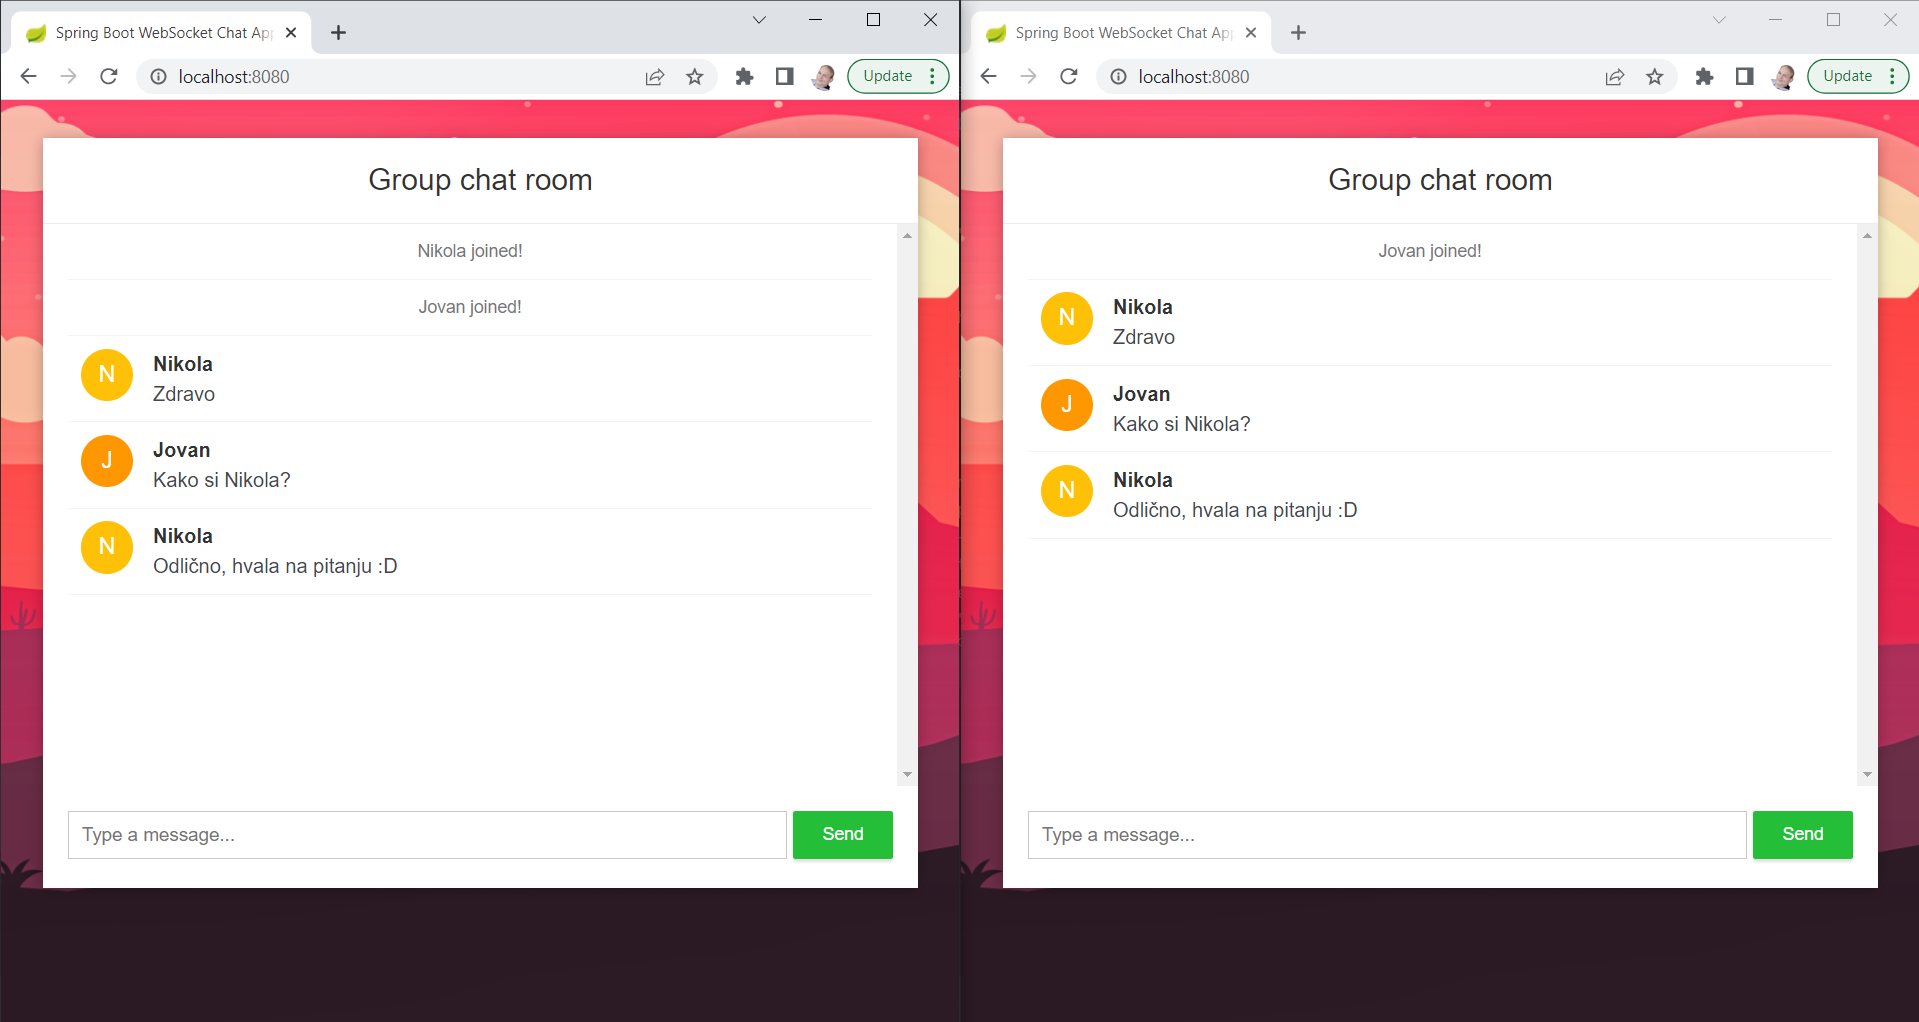 Spring Boot WebSocket Chat App
localhost:8080
Update
Group chat room
Nikola joined!
Jovan joined!
N
Nikola
Zdravo
J
Jovan
Kako si Nikola?
N
Nikola
Odlično, hvala na pitanju :D
Type a message...
Send
Spring Boot WebSocket Chat App
localhost:8080
Update
Group chat room
Jovan joined!
N
Nikola
Zdravo
J
Jovan
Kako si Nikola?
N
Nikola
Odlično, hvala na pitanju :D
Type a message...
Send